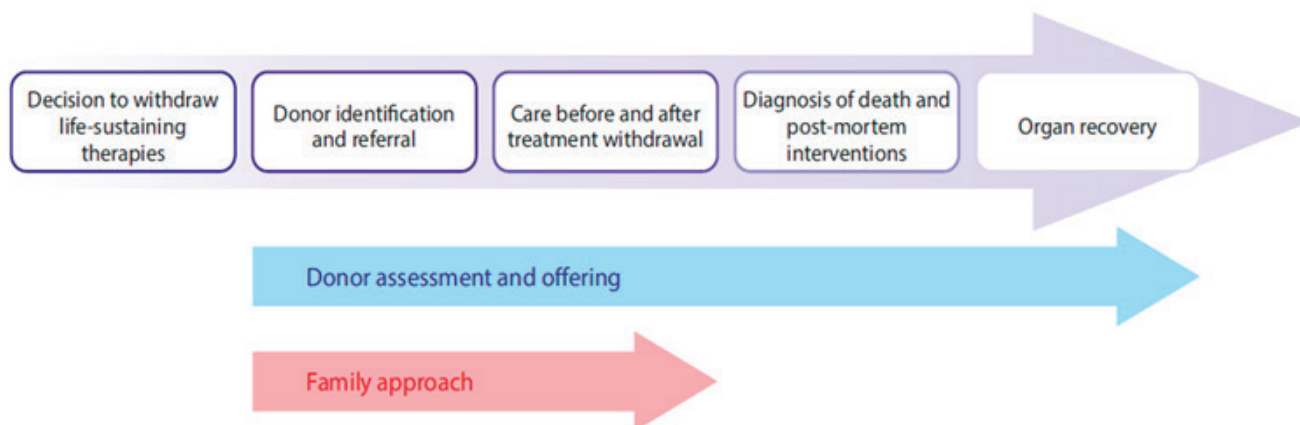 Decision to withdraw
life-sustaining
therapies
Donor identification
and referral
Care before and after
treatment withdrawal
Diagnosis of death and
post-mortem
interventions
Organ recovery
Donor assessment and offering
Family approach